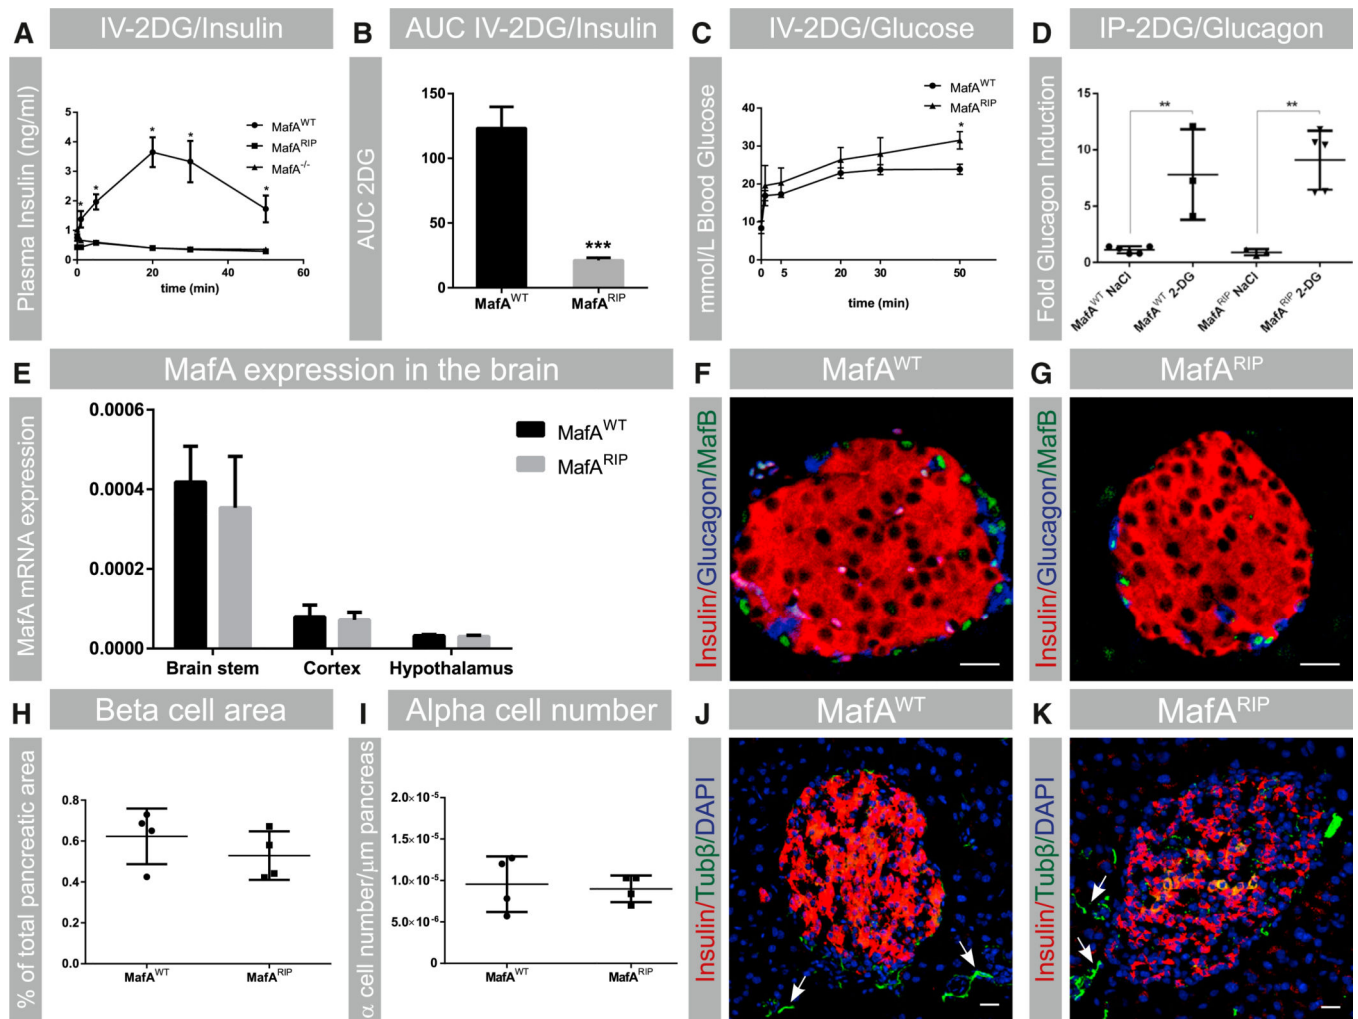 A IV-2DG/Insulin
Plasma Insulin (ng/ml)
5
4
3
2
1
0
* * * * *
MafA^WT
MafA^RIP
MafA^-/-
0 20 40 60
time (min)
B AUC IV-2DG/Insulin
AUC 2DG
150
100
50
0
***
MafA^WT MafA^RIP
C IV-2DG/Glucose
mmol/L Blood Glucose
40
30
20
10
0
MafA^WT
MafA^RIP
*
0 5 20 30 50
time (min)
D IP-2DG/Glucagon
Fold Glucagon Induction
15
10
5
0
** **
MafA^WT NaCl
MafA^WT 2-DG
MafA^RIP NaCl
MafA^RIP 2-DG
E MafA expression in the brain
MafA mRNA expression
0.0006
0.0004
0.0002
0.0000
MafA^WT
MafA^RIP
Brain stem Cortex Hypothalamus
F MafA^WT
Insulin/Glucagon/MafB
G MafA^RIP
Insulin/Glucagon/MafB
H Beta cell area
% of total pancreatic area
0.8
0.6
0.4
0.2
0.0
MafA^WT MafA^RIP
I Alpha cell number
α cell number/µm pancreas
2.0×10^-5
1.5×10^-5
1.0×10^-5
5.0×10^-6
0
MafA^WT MafA^RIP
J MafA^WT
Insulin/Tubβ/DAPI
K MafA^RIP
Insulin/Tubβ/DAPI